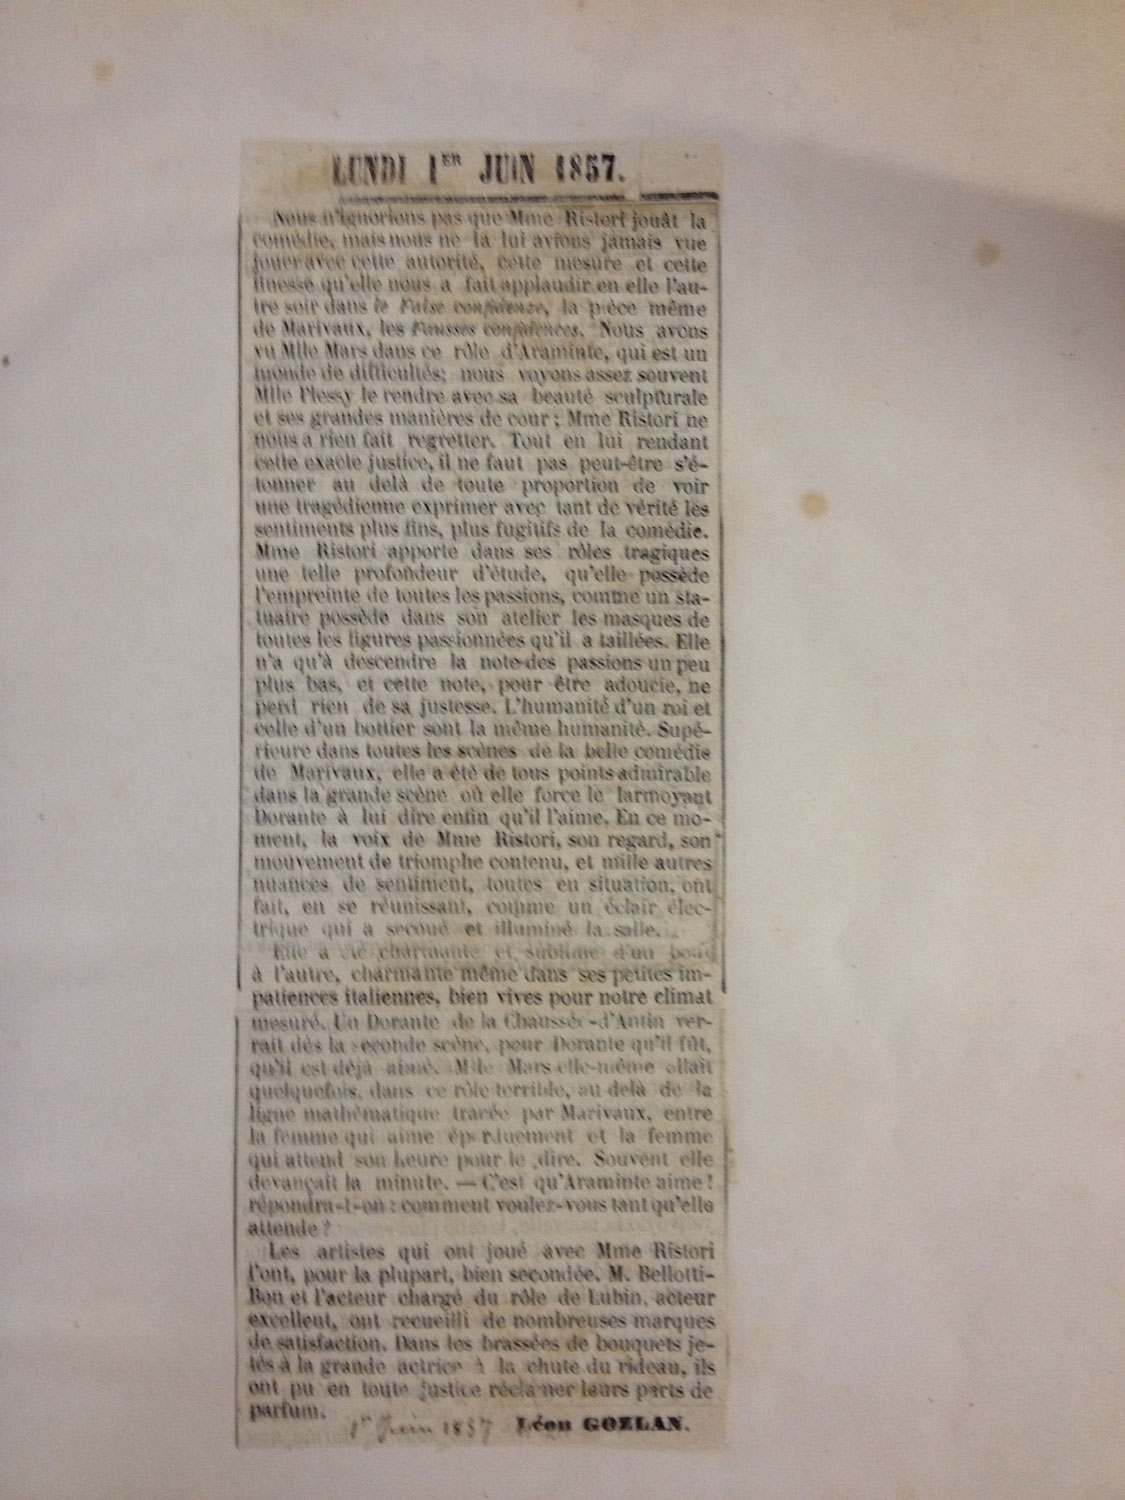 LUNDI 1ER JUIN 1857.
Nous n'ignorions pas que Mme Ristori jouât la
comédie, mais nous ne la lui avions jamais vue
jouer avec cette autorité, cette mesure et cette
finesse qu'elle nous a fait applaudir en elle l'au-
tre soir dans le False confidenze, la pièce même
de Marivaux, les Fausses confidences. Nous avons
vu Mlle Mars dans ce rôle d'Araminte, qui est un
monde de difficultés; nous voyons assez souvent
Mlle Plessy le rendre avec sa beauté sculpturale
et ses grandes manières de cour; Mme Ristori ne
nous a rien fait regretter. Tout en lui rendant
cette exacte justice, il ne faut pas peut-être s'é-
tonner au delà de toute proportion de voir
une tragédienne exprimer avec tant de vérité les
sentiments plus fins, plus fugitifs de la comédie.
Mme Ristori apporte dans ses rôles tragiques
une telle profondeur d'étude, qu'elle possède
l'empreinte de toutes les passions, comme un sta-
tuaire possède dans son atelier les masques de
toutes les figures passionnées qu'il a taillées. Elle
n'a qu'à descendre la note des passions un peu
plus bas, et cette note, pour être adoucie, ne
perd rien de sa justesse. L'humanité d'un roi et
celle d'un bottier sont la même humanité. Supé-
rieure dans toutes les scènes de la belle comédie
de Marivaux, elle a été de tous points admirable
dans la grande scène où elle force le larmoyant
Dorante à lui dire enfin qu'il l'aime. En ce mo-
ment, la voix de Mme Ristori, son regard, son
mouvement de triomphe contenu, et mille autres
nuances de sentiment, toutes en situation, ont
fait, en se réunissant, comme un éclair élec-
trique qui a secoué et illuminé la salle.
Elle a été charmante et sublime d'un bout
à l'autre, charmante même dans ses petites im-
patiences italiennes, bien vives pour notre climat
mesuré. Un Dorante de la Chaussée-d'Antin ver-
rait dès la seconde scène, pour Dorante qu'il fût,
qu'il est déjà aimé. Mlle Mars elle-même allait
quelquefois, dans ce rôle terrible, au delà de la
ligne mathématique tracée par Marivaux, entre
la femme qui aime éperduement et la femme
qui attend son heure pour le dire. Souvent elle
devançait la minute. — C'est qu'Araminte aime!
répondra-t-on: comment voulez-vous tant qu'elle
attende?
Les artistes qui ont joué avec Mme Ristori
l'ont, pour la plupart, bien secondée. M. Bellotti-
Bon et l'acteur chargé du rôle de Lubin, acteur
excellent, ont recueilli de nombreuses marques
de satisfaction. Dans les brassées de bouquets je-
tés à la grande actrice à la chute du rideau, ils
ont pu en toute justice réclamer leurs parts de
parfum.
1er Juin 1857 Léon GOZLAN.